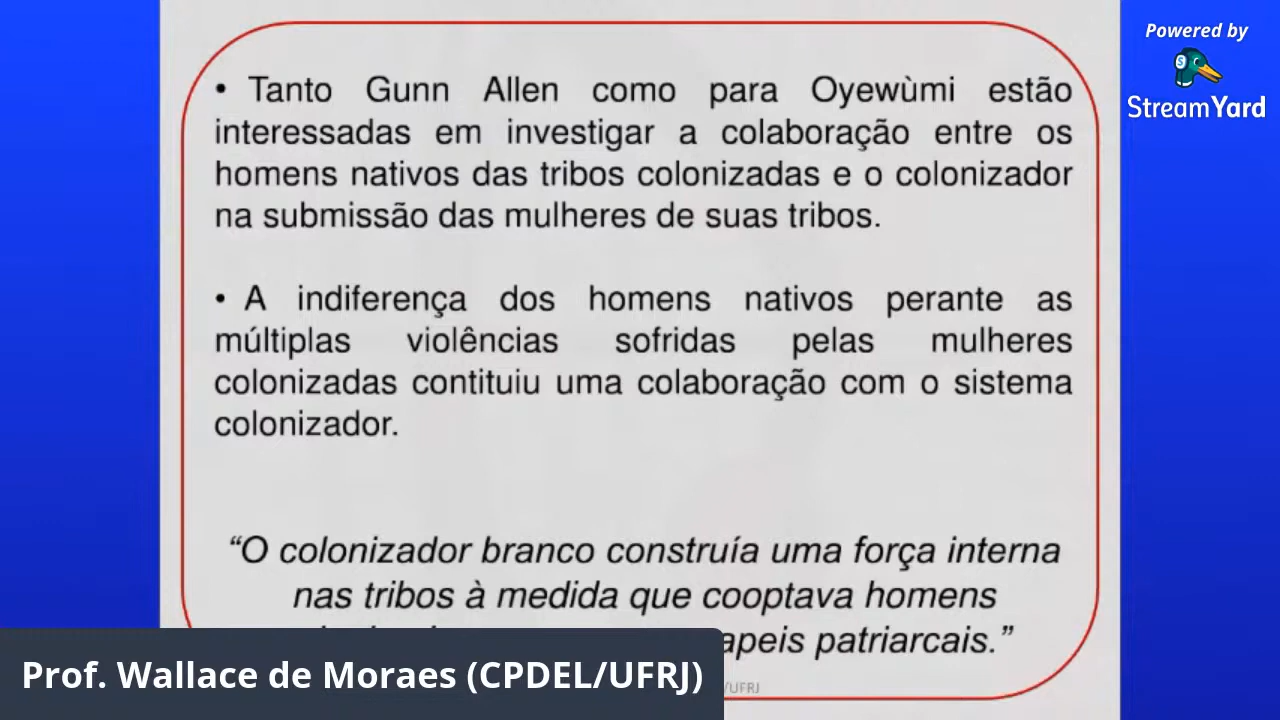 Powered by
StreamYard
• Tanto Gunn Allen como para Oyewùmi estão
interessadas em investigar a colaboração entre os
homens nativos das tribos colonizadas e o colonizador
na submissão das mulheres de suas tribos.
• A indiferença dos homens nativos perante as
múltiplas violências sofridas pelas mulheres
colonizadas contituiu uma colaboração com o sistema
colonizador.
“O colonizador branco construía uma força interna
nas tribos à medida que cooptava homens
apeis patriarcais.”
/UFRJ
Prof. Wallace de Moraes (CPDEL/UFRJ)